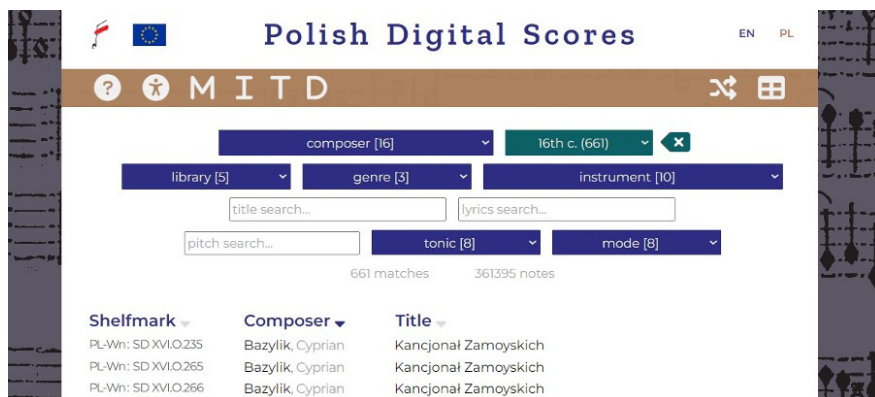 Polish Digital Scores
EN PL
? M I T D
composer [16] 16th c. (661)
library [5] genre [3] instrument [10]
title search... lyrics search...
pitch search... tonic [8] mode [8]
661 matches 361395 notes
Shelfmark Composer Title
PL-Wn: SD XVI.O.235 Bazylik, Cyprian Kancjonał Zamoyskich
PL-Wn: SD XVI.O.265 Bazylik, Cyprian Kancjonał Zamoyskich
PL-Wn: SD XVI.O.266 Bazylik, Cyprian Kancjonał Zamoyskich